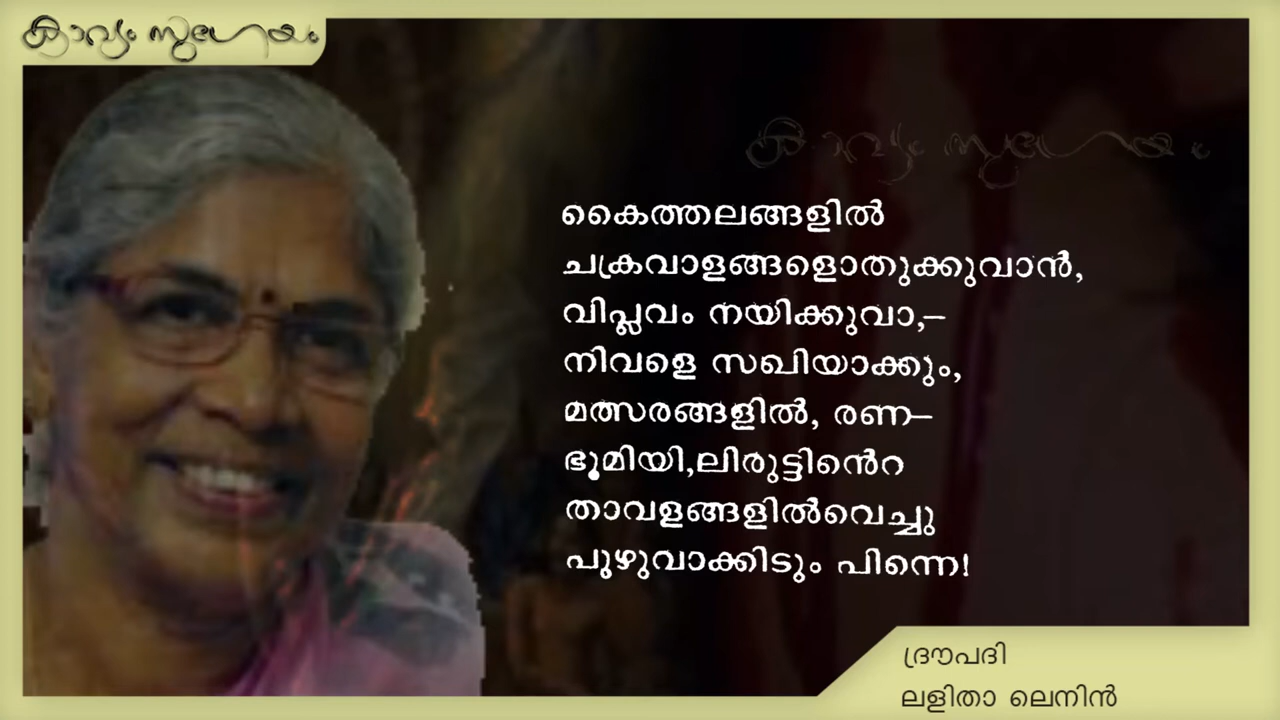 കാവ്യം സുഗേയം
കാവ്യം സുഗേയം
കൈത്തലങ്ങളിൽ
ചക്രവാളങ്ങളൊതുക്കുവാൻ,
വിപ്ലവം നയിക്കുവാ,–
നിവളെ സഖിയാക്കും,
മത്സരങ്ങളിൽ, രണ–
ഭൂമിയി,ലിരുട്ടിൻെറ
താവളങ്ങളിൽവെച്ചു
പുഴുവാക്കിടും പിന്നെ!
ദ്രൗപദി
ലളിതാ ലെനിൻ